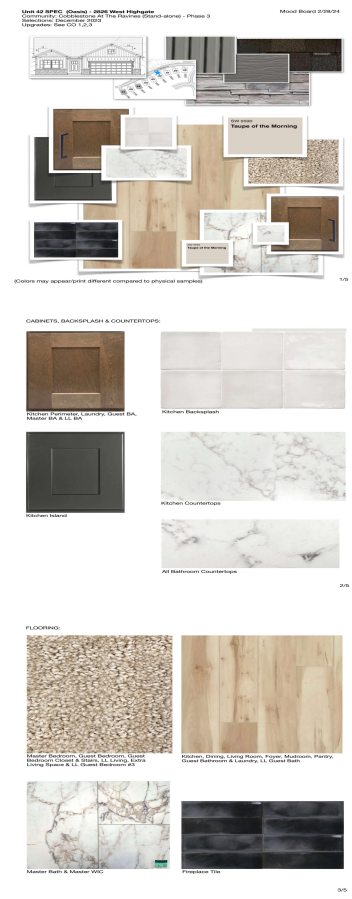 Unit 42 SPEC (Oasis) - 2826 West Highgate
Mood Board 2/28/24
Community: Cobblestone At The Ravines (Stand-alone) - Phase 3
Selections: December 2023
Upgrades: See CO 1,2,3
Taupe of the Morning
Taupe of the Morning
(Colors may appear/print different compared to physical samples)
1/5
CABINETS, BACKSPLASH & COUNTERTOPS:
Kitchen Perimeter, Laundry, Guest BA,
Master BA & LL BA
Kitchen Backsplash
Kitchen Countertops
Kitchen Island
All Bathroom Countertops
2/5
FLOORING:
Master Bedroom, Guest Bedroom, Guest
Bedroom Closet & Stairs, LL Living, Extra
Living Space & LL Guest Bedroom #3
Kitchen, Dining, Living Room, Foyer, Mudroom, Pantry,
Guest Bathroom & Laundry, LL Guest Bath
Master Bath & Master WIC
Fireplace Tile
3/5